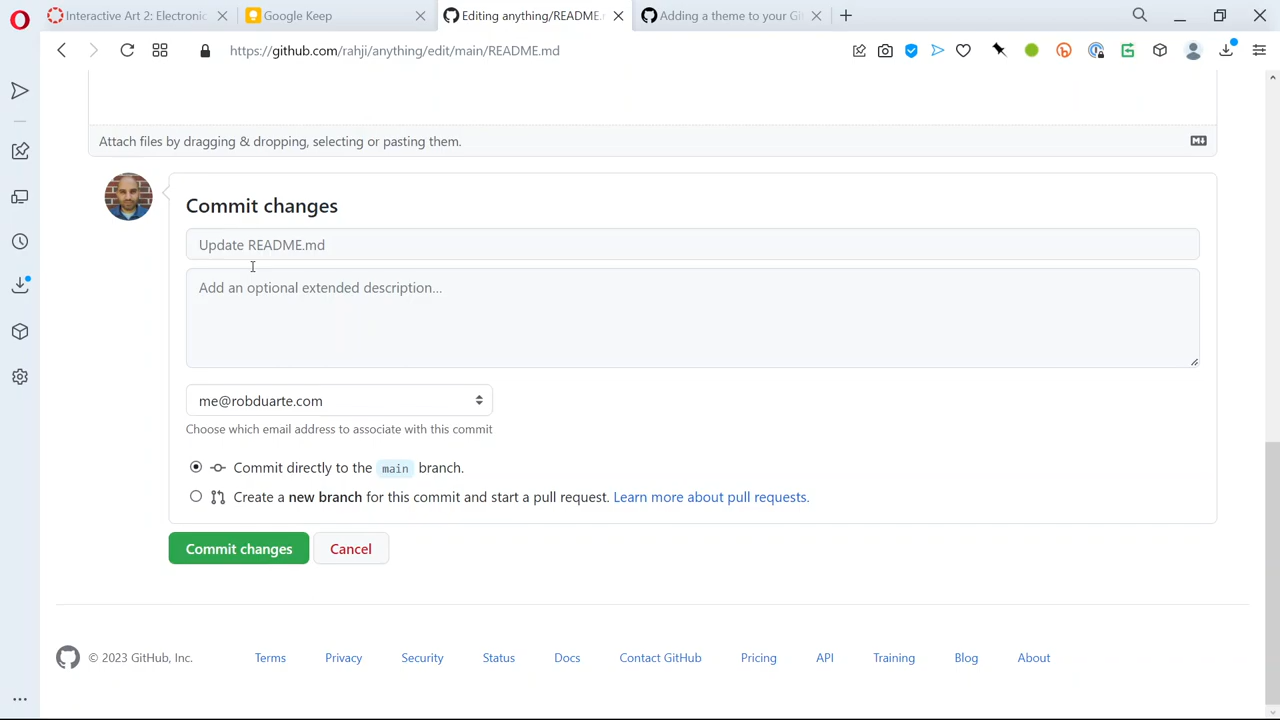 Interactive Art 2: Electronic
Google Keep
Editing anything/README.
Adding a theme to your Git
https://github.com/rahji/anything/edit/main/README.md
Attach files by dragging & dropping, selecting or pasting them.
Commit changes
Update README.md
Add an optional extended description...
me@robduarte.com
Choose which email address to associate with this commit
Commit directly to the main branch.
Create a new branch for this commit and start a pull request. Learn more about pull requests.
Commit changes
Cancel
© 2023 GitHub, Inc.
Terms
Privacy
Security
Status
Docs
Contact GitHub
Pricing
API
Training
Blog
About